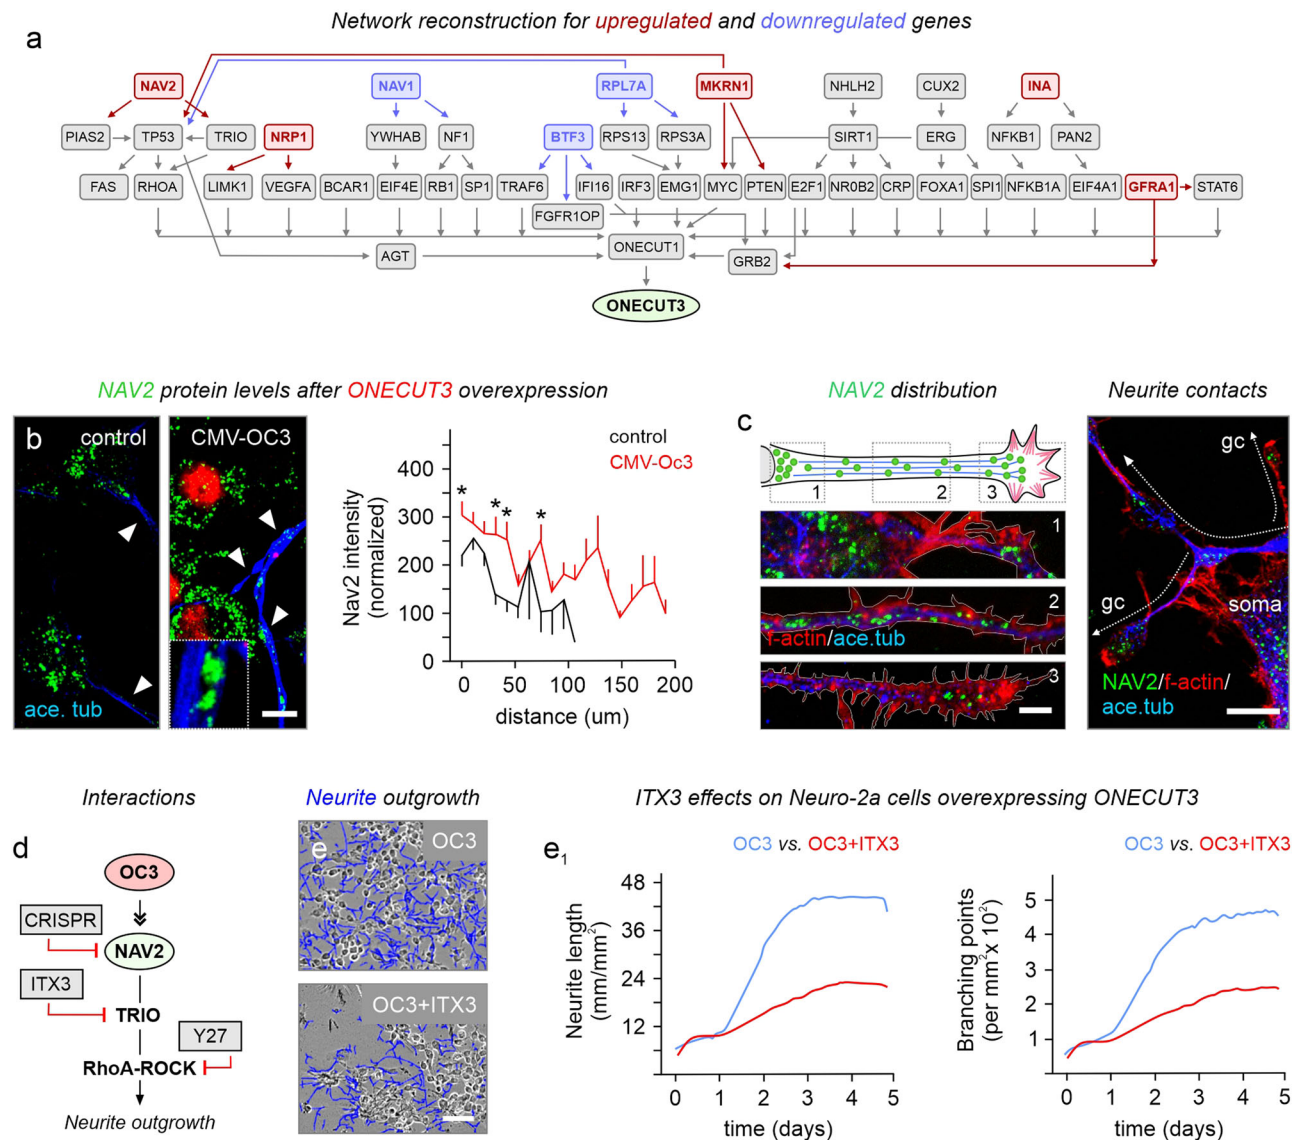 Network reconstruction for upregulated and downregulated genes
a
NAV2 NAV1 RPL7A MKRN1 NHLH2 CUX2 INA
PIAS2 TP53 TRIO NRP1 YWHAB NF1 BTF3 RPS13 RPS3A SIRT1 ERG NFKB1 PAN2
FAS RHOA LIMK1 VEGFA BCAR1 EIF4E RB1 SP1 TRAF6 IFI16 IRF3 EMG1 MYC PTEN E2F1 NR0B2 CRP FOXA1 SPI1 NFKB1A EIF4A1 GFRA1 STAT6
FGFR1OP
AGT ONECUT1 GRB2
ONECUT3
NAV2 protein levels after ONECUT3 overexpression
b control CMV-OC3
ace. tub
control
CMV-Oc3
Nav2 intensity
(normalized)
400
300
200
100
0
* * * *
0 50 100 150 200
distance (um)
NAV2 distribution
Neurite contacts
c
1 2 3
1
2
f-actin/ace.tub
3
gc
gc
soma
NAV2/f-actin/
ace.tub
Interactions
d
OC3
CRISPR
NAV2
ITX3
TRIO
Y27
RhoA-ROCK
Neurite outgrowth
Neurite outgrowth
e OC3
OC3+ITX3
ITX3 effects on Neuro-2a cells overexpressing ONECUT3
e1
OC3 vs. OC3+ITX3
Neurite length
(mm/mm2)
48
36
24
12
0 1 2 3 4 5
time (days)
OC3 vs. OC3+ITX3
Branching points
(per mm2 x 102)
5
4
3
2
1
0 1 2 3 4 5
time (days)